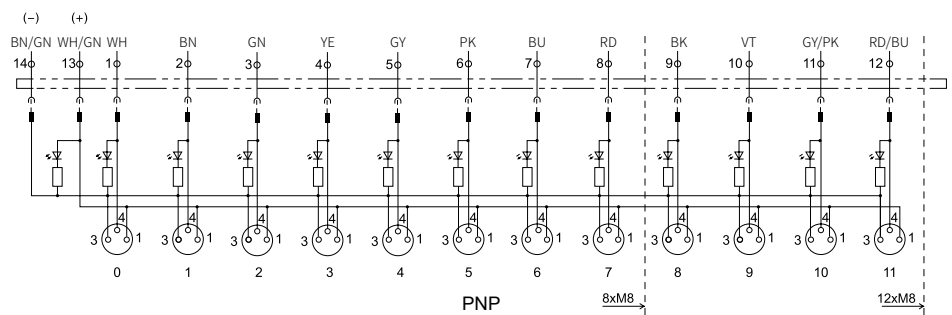 (-) (+)
BN/GN WH/GN WH BN GN YE GY PK BU RD BK VT GY/PK RD/BU
14 13 1 2 3 4 5 6 7 8 9 10 11 12
4 4 4 4 4 4 4 4 4 4 4 4
3 1 3 1 3 1 3 1 3 1 3 1 3 1 3 1 3 1 3 1 3 1 3 1
0 1 2 3 4 5 6 7 8 9 10 11
PNP 8xM8 12xM8